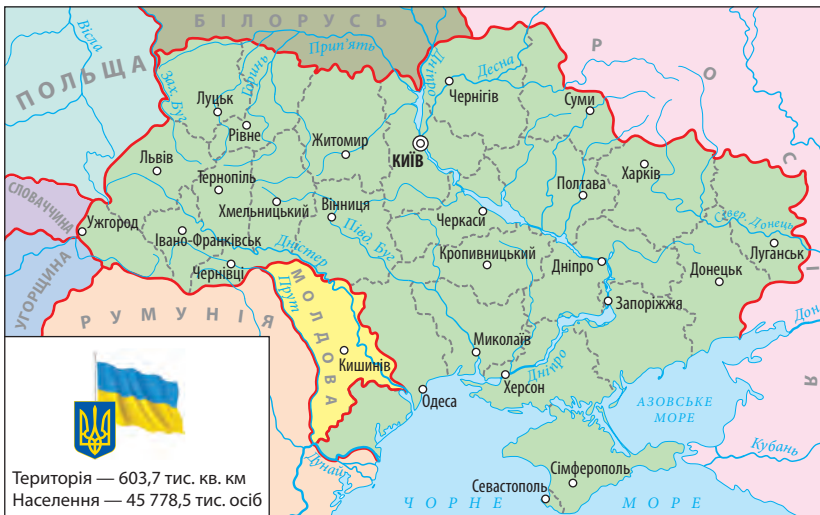 БІЛОРУСЬ
Вісла
Прип'ять
Р О С І Я
ПОЛЬЩА
Зах. Буг
Горинь
Дніпро
Десна
Чернігів
Суми
Луцьк
Рівне
Житомир
КИЇВ
Львів
Тернопіль
Полтава
Харків
СЛОВАЧЧИНА
Ужгород
Хмельницький
Вінниця
Черкаси
Сівер. Донець
Івано-Франківськ
Дністер
Півд. Буг
Кропивницький
Дніпро
Луганськ
УГОРЩИНА
Чернівці
Донецьк
Прут
МОЛДОВА
Запоріжжя
РУМУНІЯ
Дон
Миколаїв
Кишинів
Дніпро
Херсон
Одеса
АЗОВСЬКЕ
МОРЕ
Кубань
Дунай
Сімферополь
Севастополь
ЧОРНЕ МОРЕ
Територія — 603,7 тис. кв. км
Населення — 45 778,5 тис. осіб